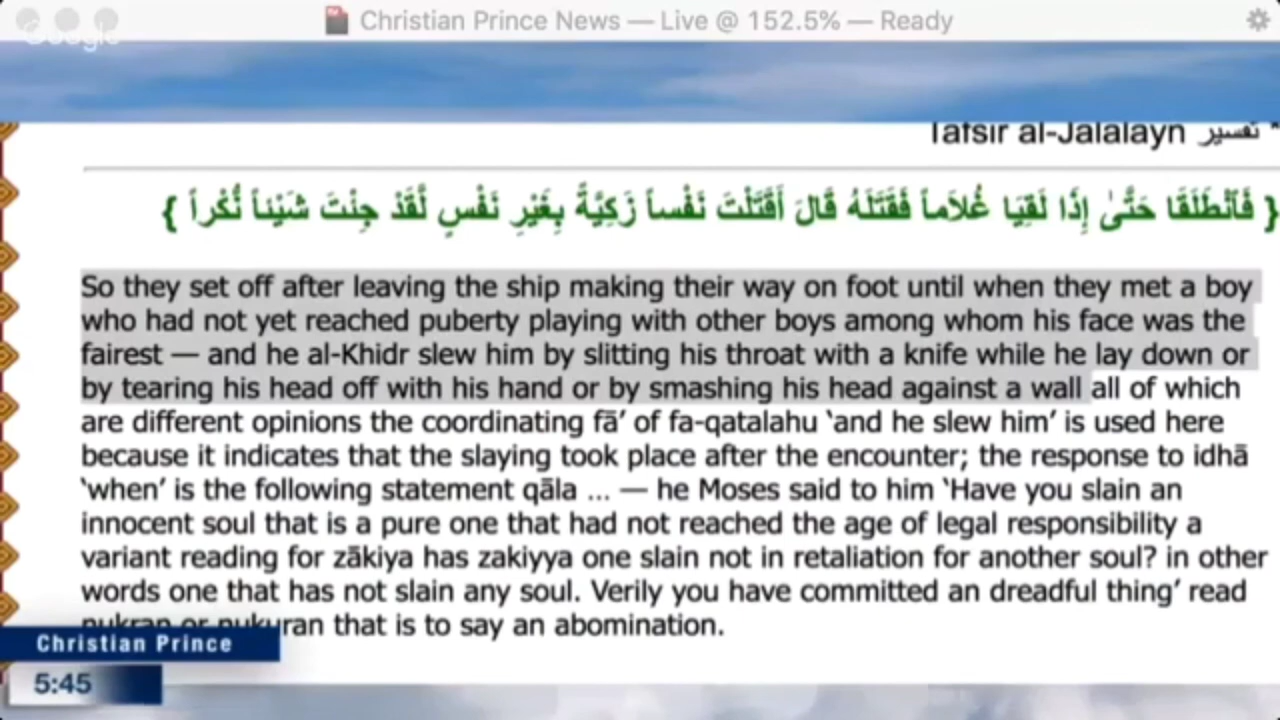 Christian Prince News — Live @ 152.5% — Ready
Google
* تفسير Tafsir al-Jalalayn
{ فَٱنْطَلَقَا حَتَّىٰ إِذَا لَقِيَا غُلاَماً فَقَتَلَهُ قَالَ أَقَتَلْتَ نَفْساً زَكِيَّةً بِغَيْرِ نَفْسٍ لَّقَدْ جِئْتَ شَيْئاً نُّكْراً }
So they set off after leaving the ship making their way on foot until when they met a boy
who had not yet reached puberty playing with other boys among whom his face was the
fairest — and he al-Khidr slew him by slitting his throat with a knife while he lay down or
by tearing his head off with his hand or by smashing his head against a wall all of which
are different opinions the coordinating fā’ of fa-qatalahu ‘and he slew him’ is used here
because it indicates that the slaying took place after the encounter; the response to idhā
‘when’ is the following statement qāla ... — he Moses said to him ‘Have you slain an
innocent soul that is a pure one that had not reached the age of legal responsibility a
variant reading for zākiya has zakiyya one slain not in retaliation for another soul? in other
words one that has not slain any soul. Verily you have committed an dreadful thing’ read
nukran or nukuran that is to say an abomination.
Christian Prince
5:45